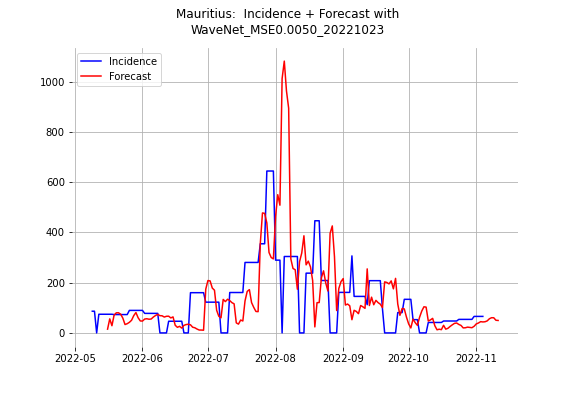 Mauritius:  Incidence + Forecast with
WaveNet_MSE0.0050_20221023
Incidence
Forecast
1000
800
600
400
200
0
2022-05 2022-06 2022-07 2022-08 2022-09 2022-10 2022-11